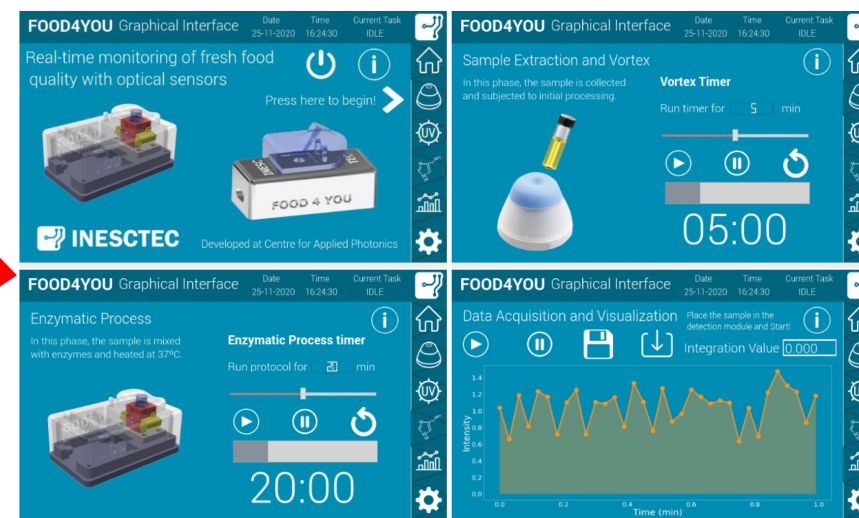 FOOD4YOU Graphical Interface
Date Time Current Task
25-11-2020 16:24:30 IDLE
Real-time monitoring of fresh food
quality with optical sensors
i
Press here to begin!
FOOD 4 YOU
INESCTEC
Developed at Centre for Applied Photonics
UV
FOOD4YOU Graphical Interface
Date Time Current Task
25-11-2020 16:24:30 IDLE
Sample Extraction and Vortex
i
In this phase, the sample is collected
and subjected to initial processing.
Vortex Timer
Run timer for 5 min
05:00
FOOD4YOU Graphical Interface
Date Time Current Task
25-11-2020 16:24:30 IDLE
Enzymatic Process
i
In this phase, the sample is mixed
with enzymes and heated at 37ºC.
Enzymatic Process timer
Run protocol for 20 min
20:00
UV
FOOD4YOU Graphical Interface
Date Time Current Task
25-11-2020 16:24:30 IDLE
Data Acquisition and Visualization
Place the sample in the
detection module and Start!
i
Integration Value 0.000
Intensity
1.4
1.2
1.0
0.8
0.6
0.4
0.2
0.0
0.0 0.2 0.4 0.6 0.8 1.0
Time (min)